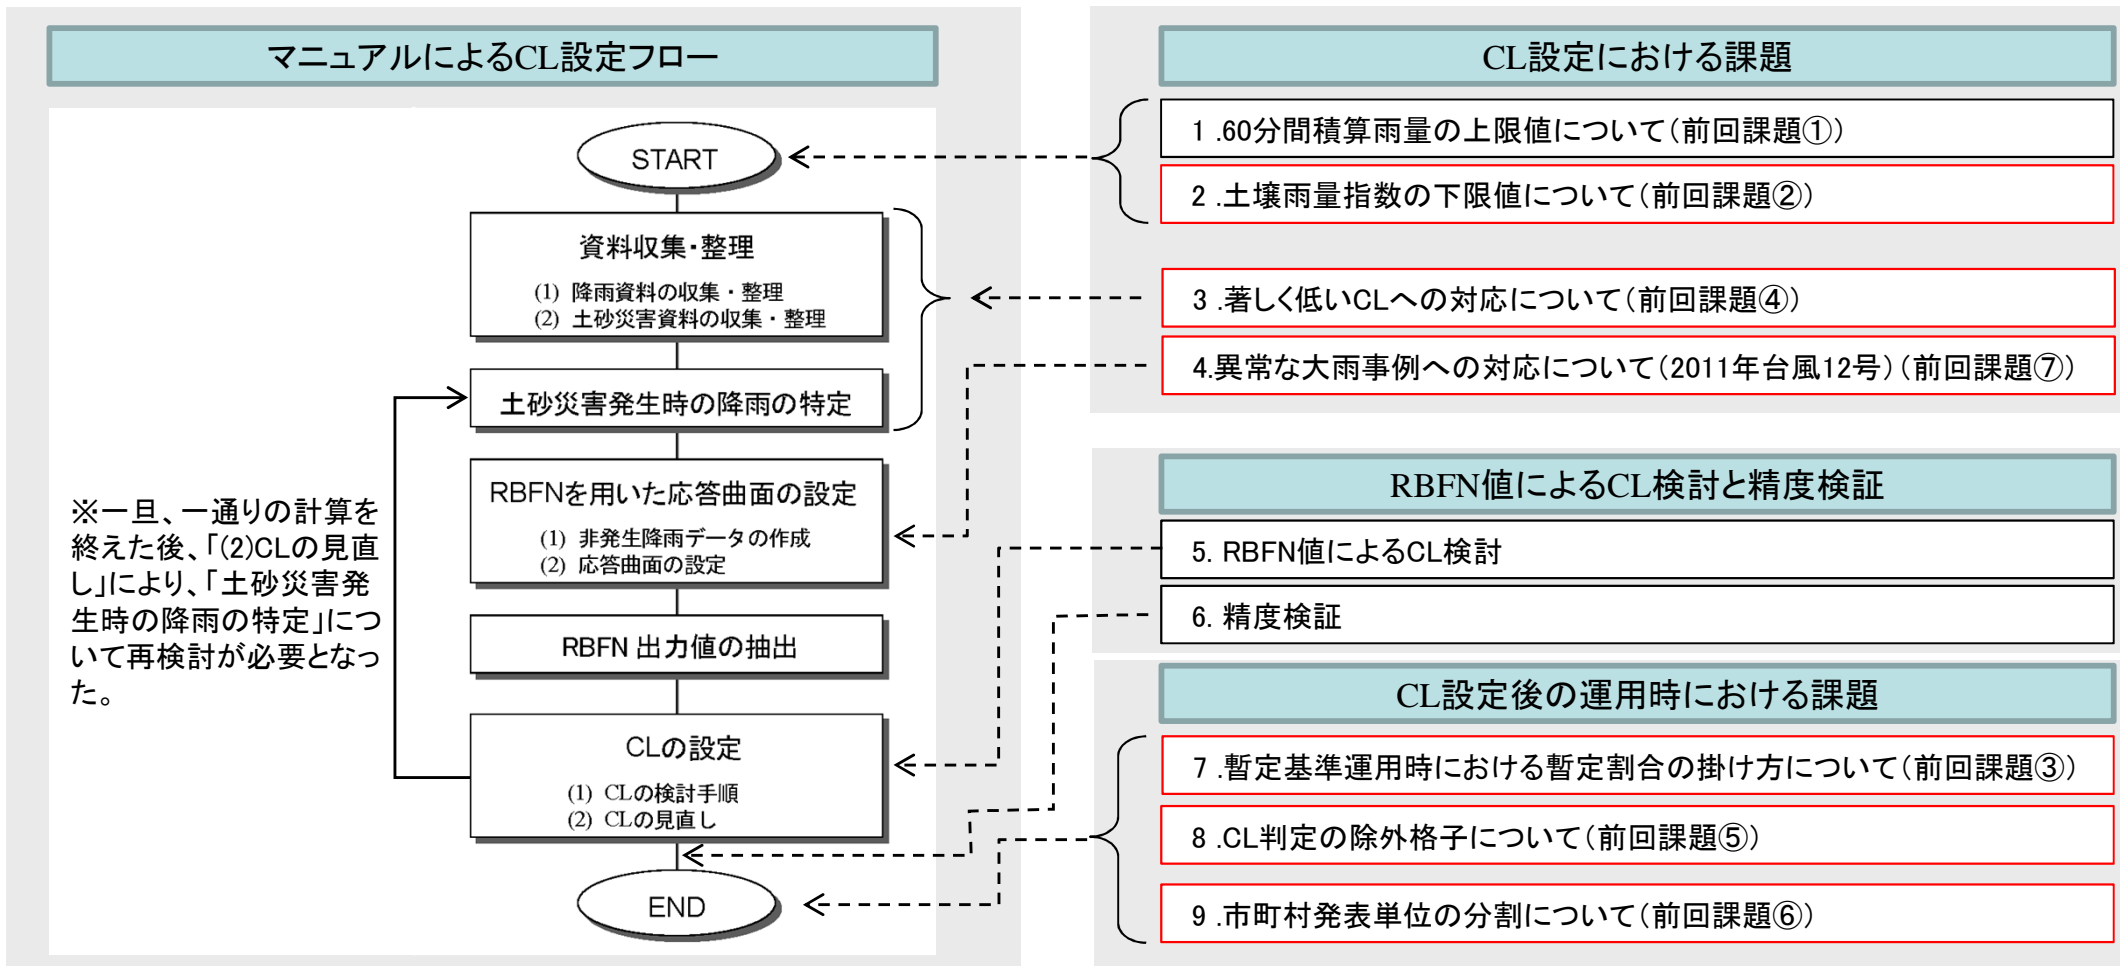 マニュアルによるCL設定フロー
START
資料収集・整理
(1) 降雨資料の収集・整理
(2) 土砂災害資料の収集・整理
土砂災害発生時の降雨の特定
RBFNを用いた応答曲面の設定
(1) 非発生降雨データの作成
(2) 応答曲面の設定
RBFN 出力値の抽出
CLの設定
(1) CLの検討手順
(2) CLの見直し
END
※一旦、一通りの計算を
終えた後、「(2)CLの見直
し」により、「土砂災害発
生時の降雨の特定」につ
いて再検討が必要となっ
た。
CL設定における課題
1 .60分間積算雨量の上限値について(前回課題①)
2 .土壌雨量指数の下限値について(前回課題②)
3 .著しく低いCLへの対応について(前回課題④)
4.異常な大雨事例への対応について(2011年台風12号)(前回課題⑦)
RBFN値によるCL検討と精度検証
5. RBFN値によるCL検討
6. 精度検証
CL設定後の運用時における課題
7 .暫定基準運用時における暫定割合の掛け方について(前回課題③)
8 .CL判定の除外格子について(前回課題⑤)
9 .市町村発表単位の分割について(前回課題⑥)